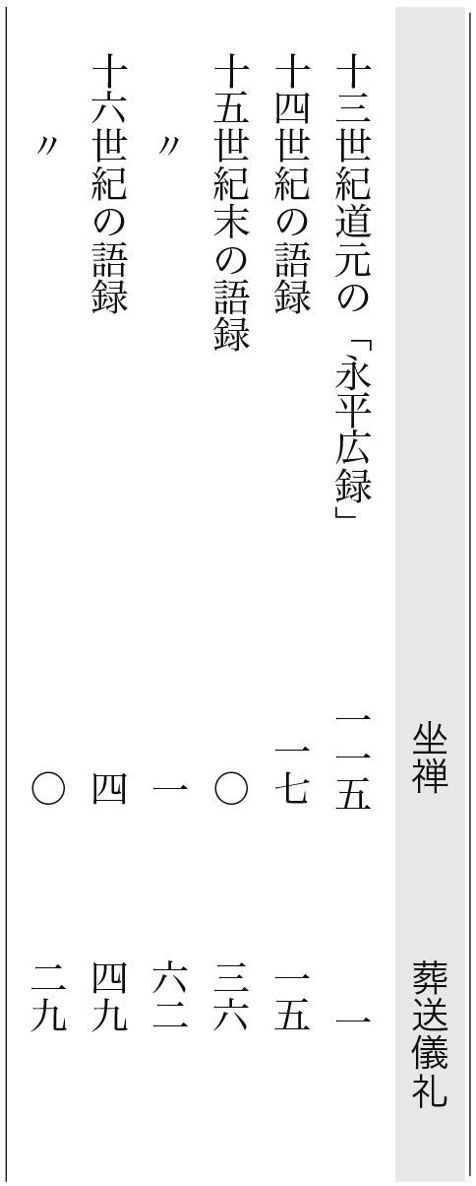 坐禅　葬送儀礼
十三世紀道元の「永平広録」　一一五　一
十四世紀の語録　一七　一五
十五世紀末の語録　〇　三六
〃　一　六二
十六世紀の語録　四　四九
〃　〇　二九